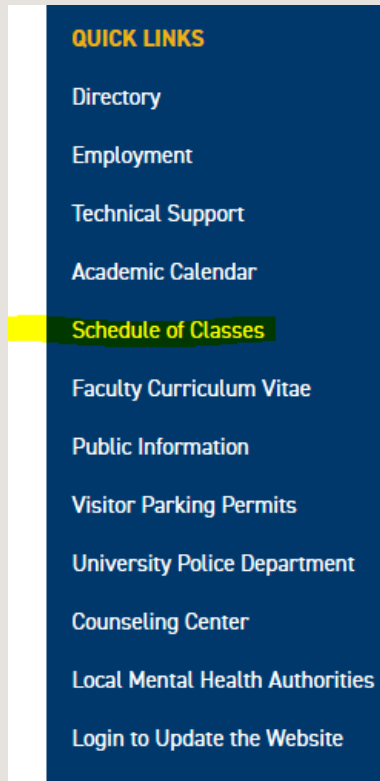 QUICK LINKS
Directory
Employment
Technical Support
Academic Calendar
Schedule of Classes
Faculty Curriculum Vitae
Public Information
Visitor Parking Permits
University Police Department
Counseling Center
Local Mental Health Authorities
Login to Update the Website